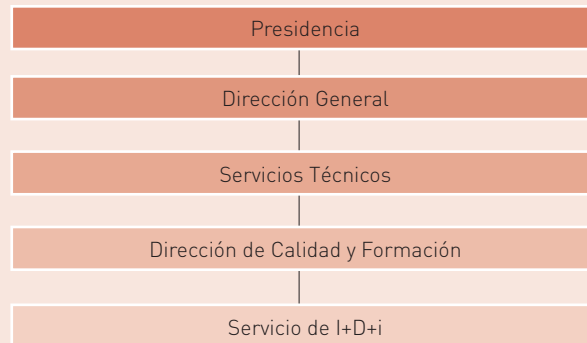 Presidencia
Dirección General
Servicios Técnicos
Dirección de Calidad y Formación
Servicio de I+D+i